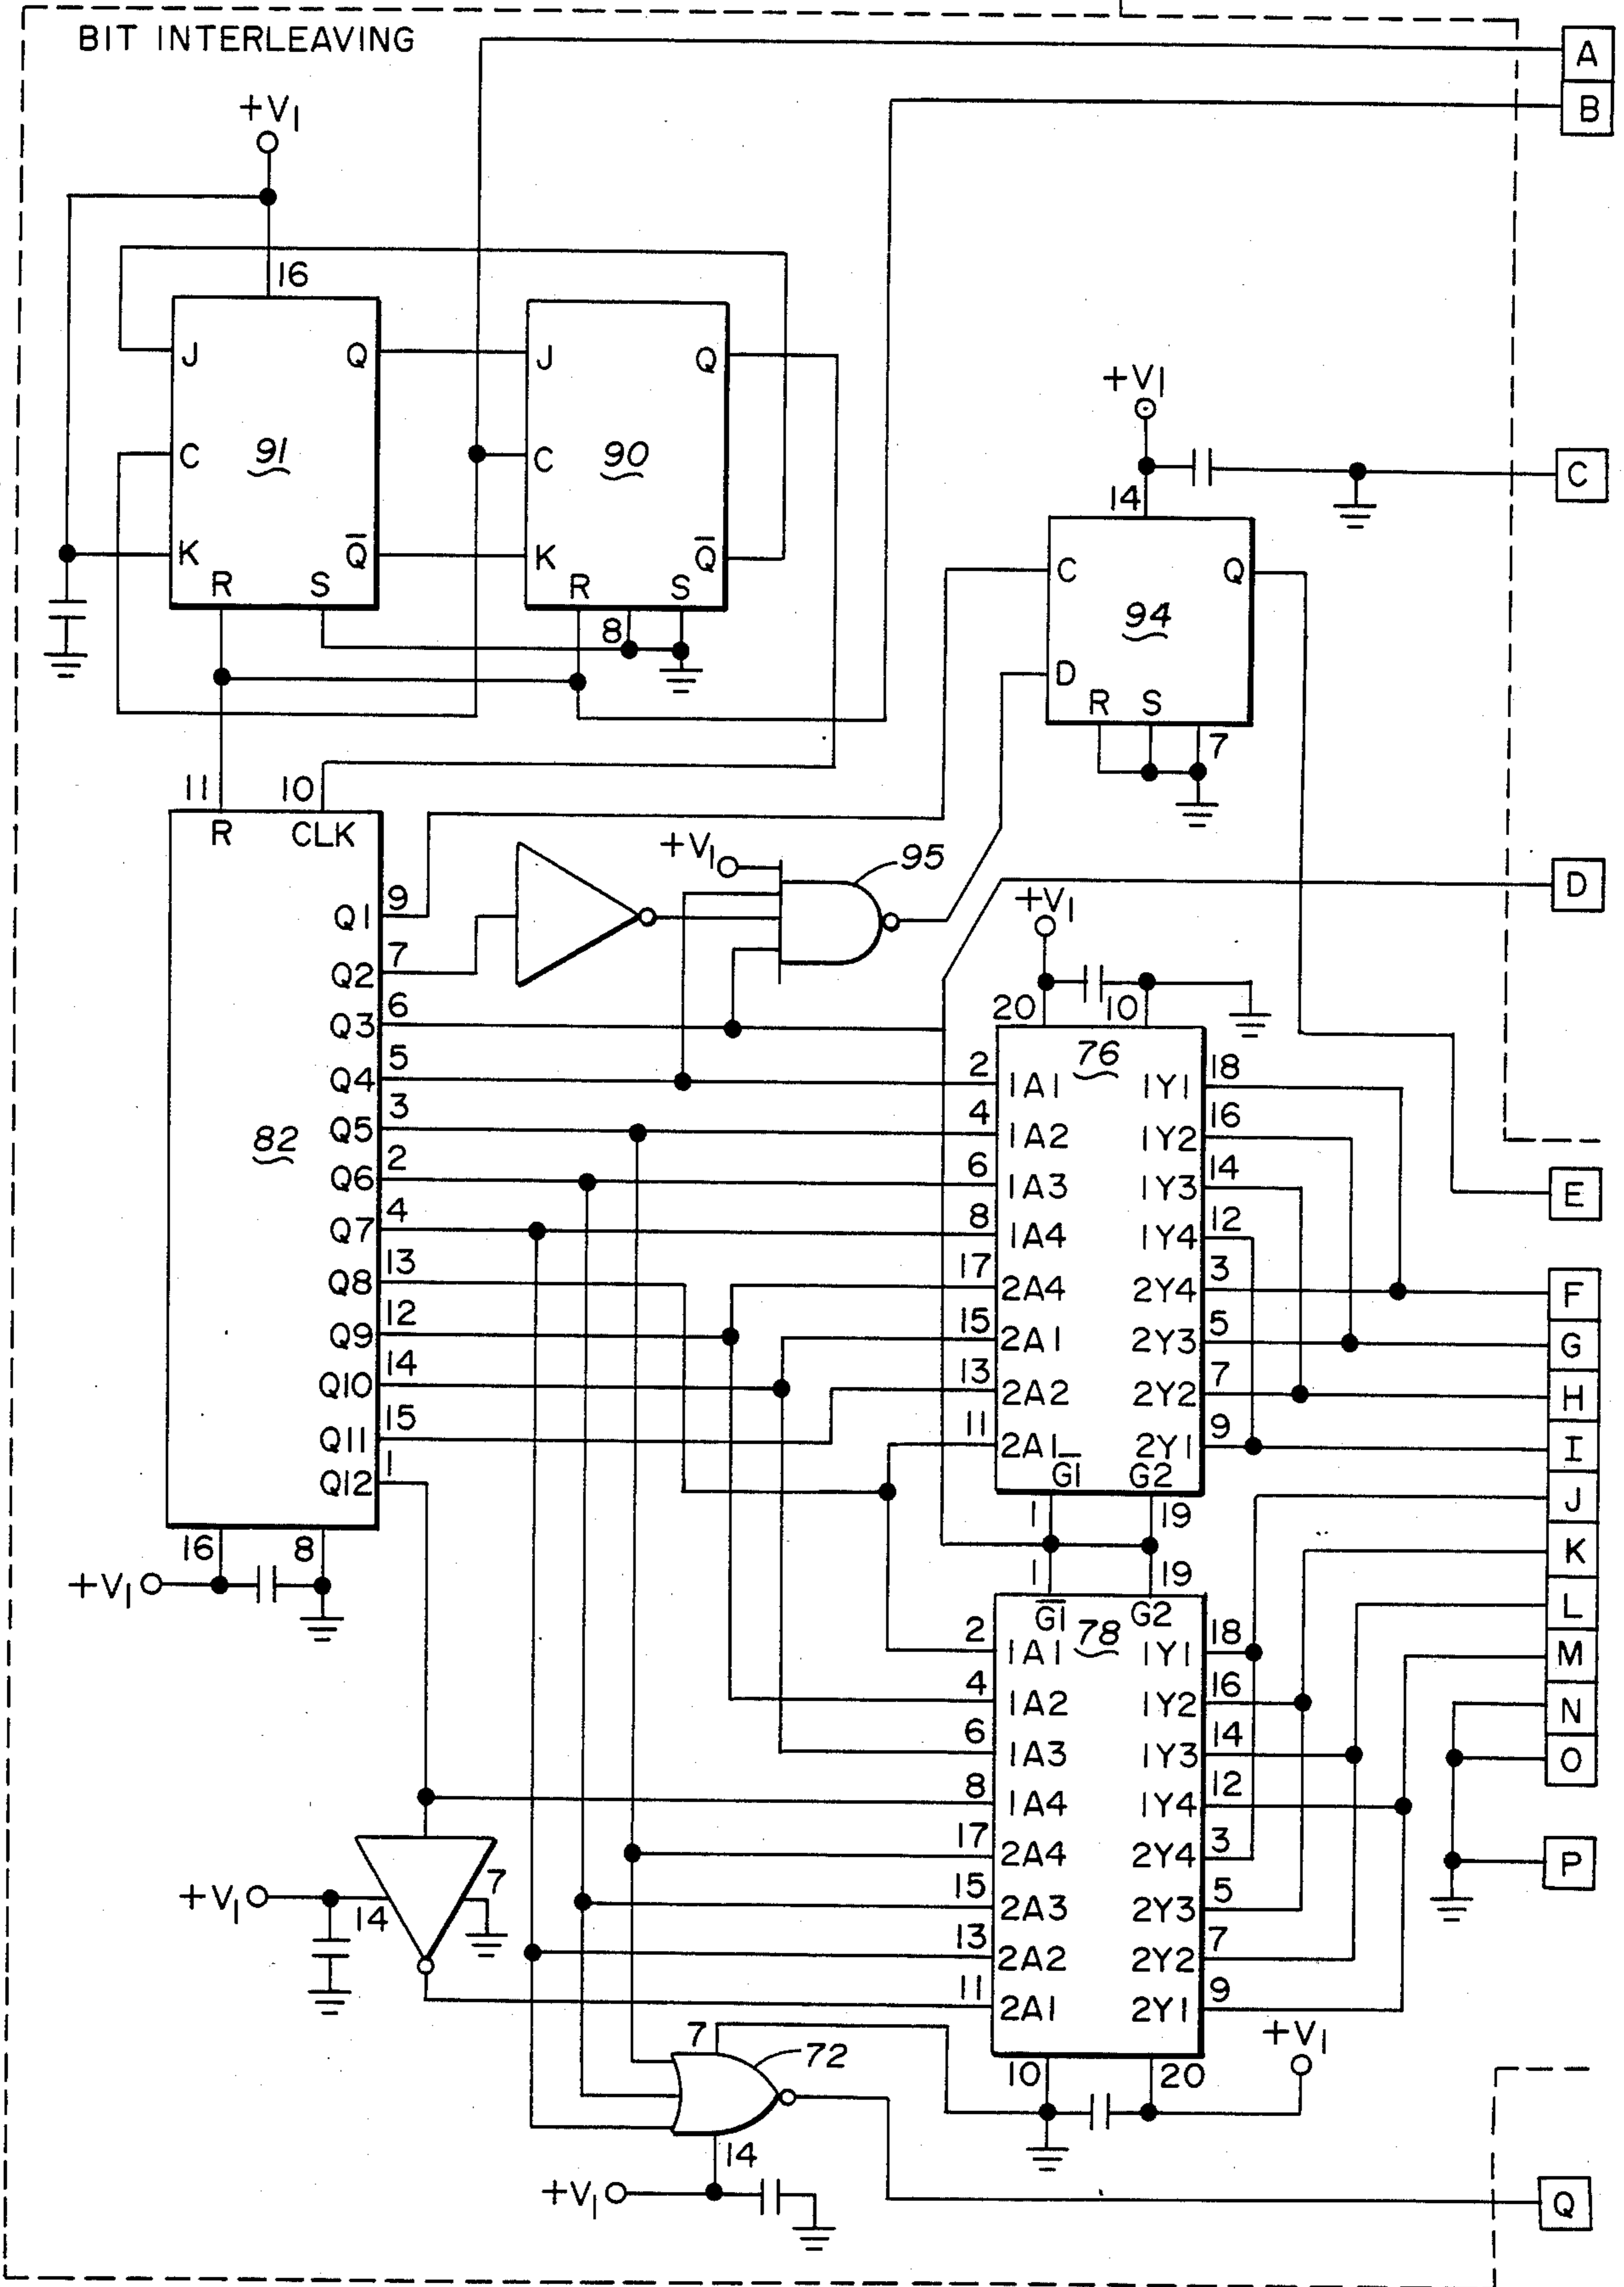 BIT INTERLEAVING
A
B
+V1
16
J Q
J Q
C 91
C 90
K Q̅
K Q̅
R S
R 8 S
+V1
14
C Q
94
D
R S
7
C
11 10
R CLK
+V1
95
D
Q1 9
Q2 7
Q3 6
Q4 5
Q5 3
82
Q6 2
Q7 4
Q8 13
Q9 12
Q10 14
Q11 15
Q12 1
16 8
+V1
+V1
20 10
76
2 1A1 1Y1 18
4 1A2 1Y2 16
6 1A3 1Y3 14
8 1A4 1Y4 12
17 2A4 2Y4 3
15 2A1 2Y3 5
13 2A2 2Y2 7
11 2A1 2Y1 9
G̅1 G2
1 19
E
F
G
H
I
J
K
L
M
N
O
P
1 19
G̅1 78 G2
2 1A1 1Y1 18
4 1A2 1Y2 16
6 1A3 1Y3 14
8 1A4 1Y4 12
17 2A4 2Y4 3
15 2A3 2Y3 5
13 2A2 2Y2 7
11 2A1 2Y1 9
10 20
+V1
+V1
14
7
7
72
14
+V1
Q